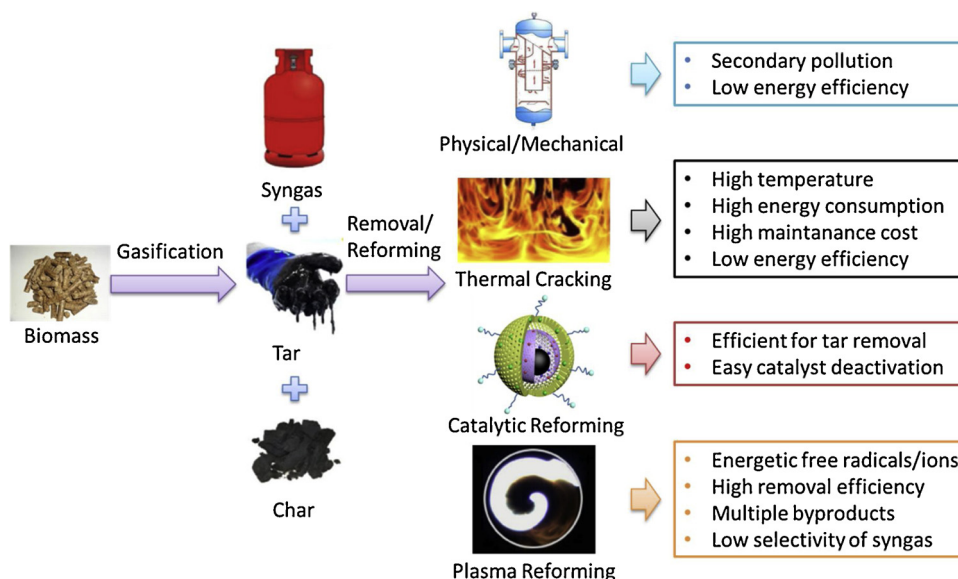 Biomass
Gasification
Syngas
Tar
Char
Removal/
Reforming
Physical/Mechanical
Secondary pollution
Low energy efficiency
Thermal Cracking
High temperature
High energy consumption
High maintanance cost
Low energy efficiency
Catalytic Reforming
Efficient for tar removal
Easy catalyst deactivation
Plasma Reforming
Energetic free radicals/ions
High removal efficiency
Multiple byproducts
Low selectivity of syngas